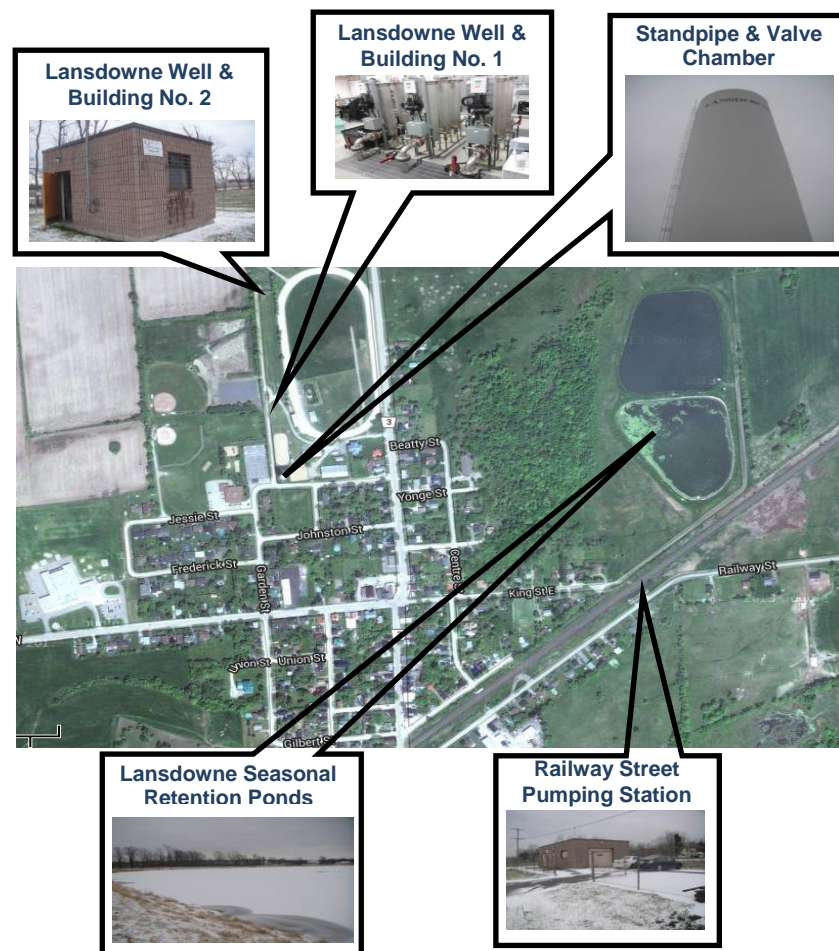 Lansdowne Well &
Building No. 2
Lansdowne Well &
Building No. 1
Standpipe & Valve
Chamber
LANSDOWNE
3
Beatty St
Yonge St
Jessie St
Johnston St
Frederick St
Garden St
Centre St
King St E
Railway St
Union St
Union St
Gilbert St
Lansdowne Seasonal
Retention Ponds
Railway Street
Pumping Station